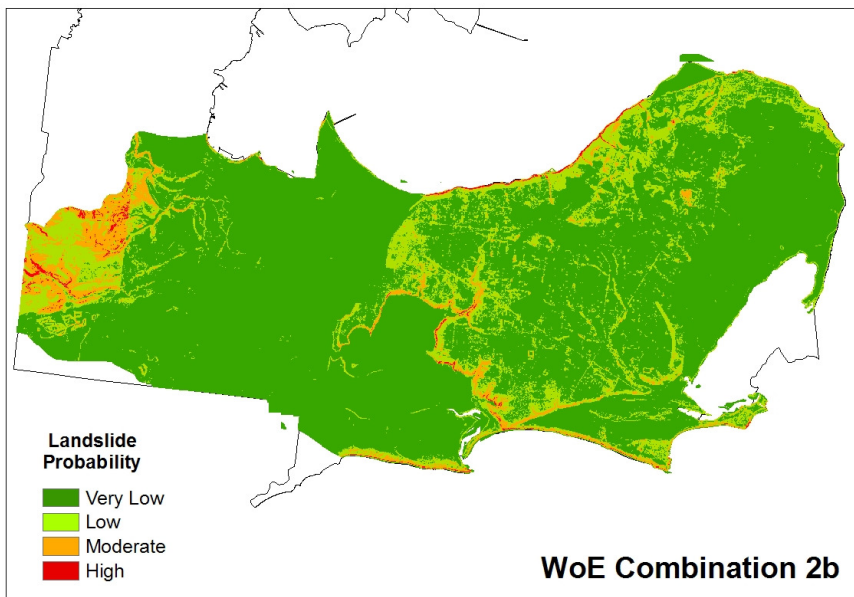 Landslide
Probability
Very Low
Low
Moderate
High
WoE Combination 2b